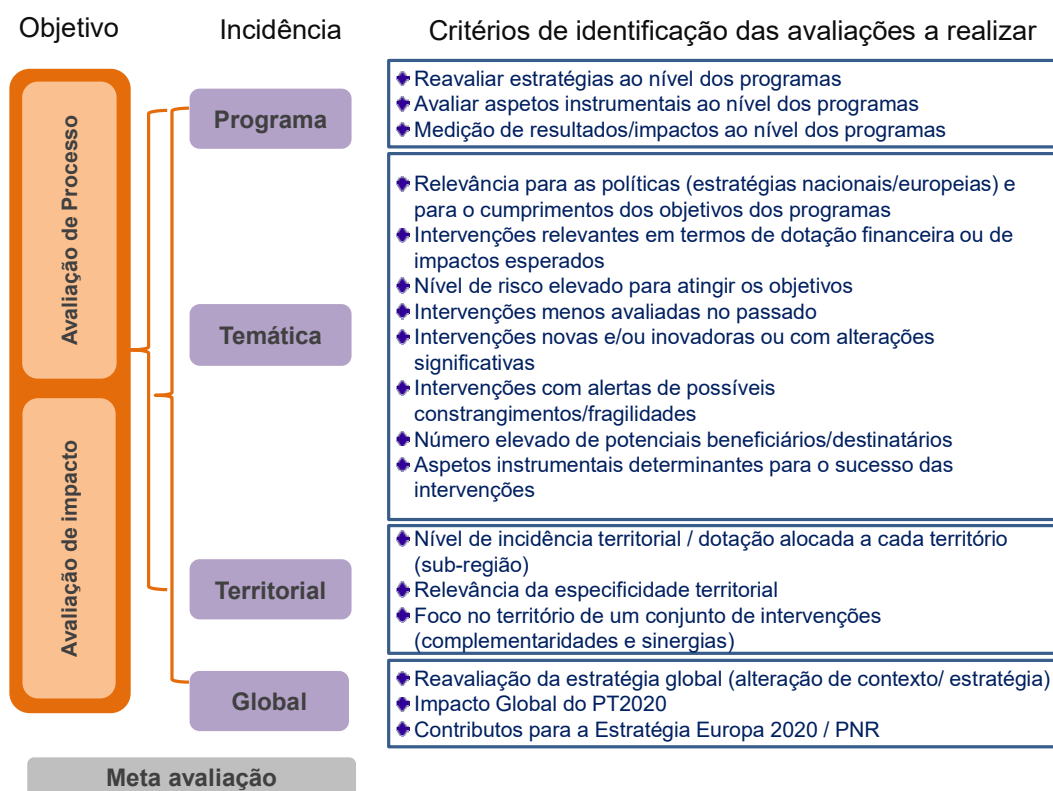 Objetivo
Incidência
Critérios de identificação das avaliações a realizar
Avaliação de Processo
Avaliação de impacto
Programa
Reavaliar estratégias ao nível dos programas
Avaliar aspetos instrumentais ao nível dos programas
Medição de resultados/impactos ao nível dos programas
Temática
Relevância para as políticas (estratégias nacionais/europeias) e
para o cumprimentos dos objetivos dos programas
Intervenções relevantes em termos de dotação financeira ou de
impactos esperados
Nível de risco elevado para atingir os objetivos
Intervenções menos avaliadas no passado
Intervenções novas e/ou inovadoras ou com alterações
significativas
Intervenções com alertas de possíveis
constrangimentos/fragilidades
Número elevado de potenciais beneficiários/destinatários
Aspetos instrumentais determinantes para o sucesso das
intervenções
Territorial
Nível de incidência territorial / dotação alocada a cada território
(sub-região)
Relevância da especificidade territorial
Foco no território de um conjunto de intervenções
(complementaridades e sinergias)
Global
Reavaliação da estratégia global (alteração de contexto/ estratégia)
Impacto Global do PT2020
Contributos para a Estratégia Europa 2020 / PNR
Meta avaliação